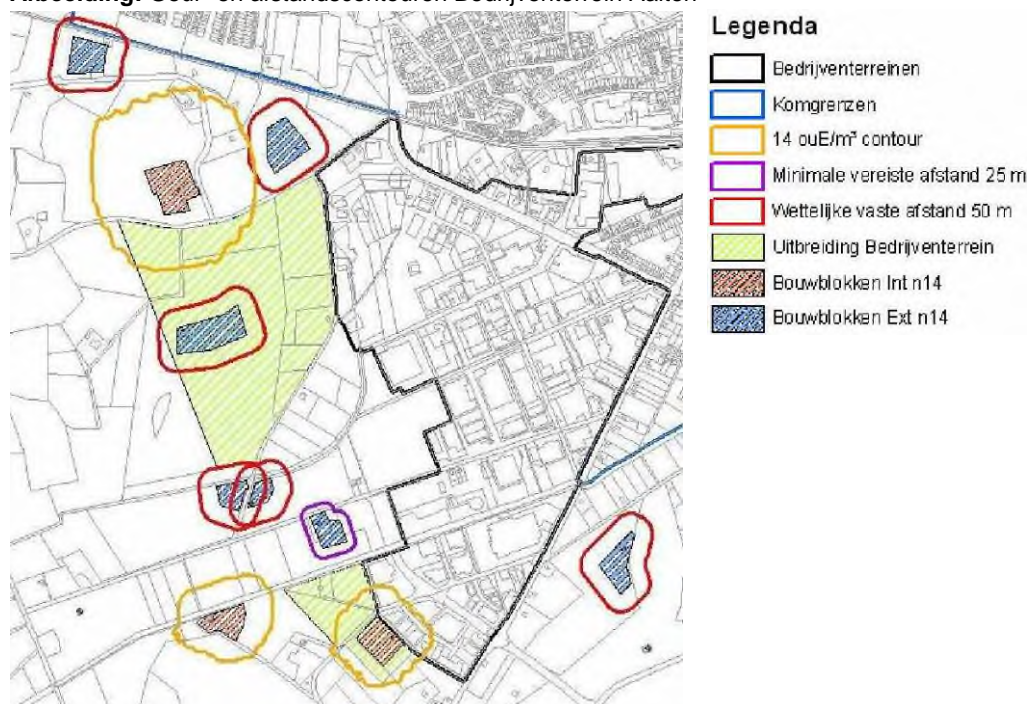 Legenda
Bedrijventerreinen
Komgrenzen
14 ouE/m³ contour
Minimale vereiste afstand 25 m
Wettelijke vaste afstand 50 m
Uitbreiding Bedrijventerrein
Bouwblokken Int n14
Bouwblokken Ext n14